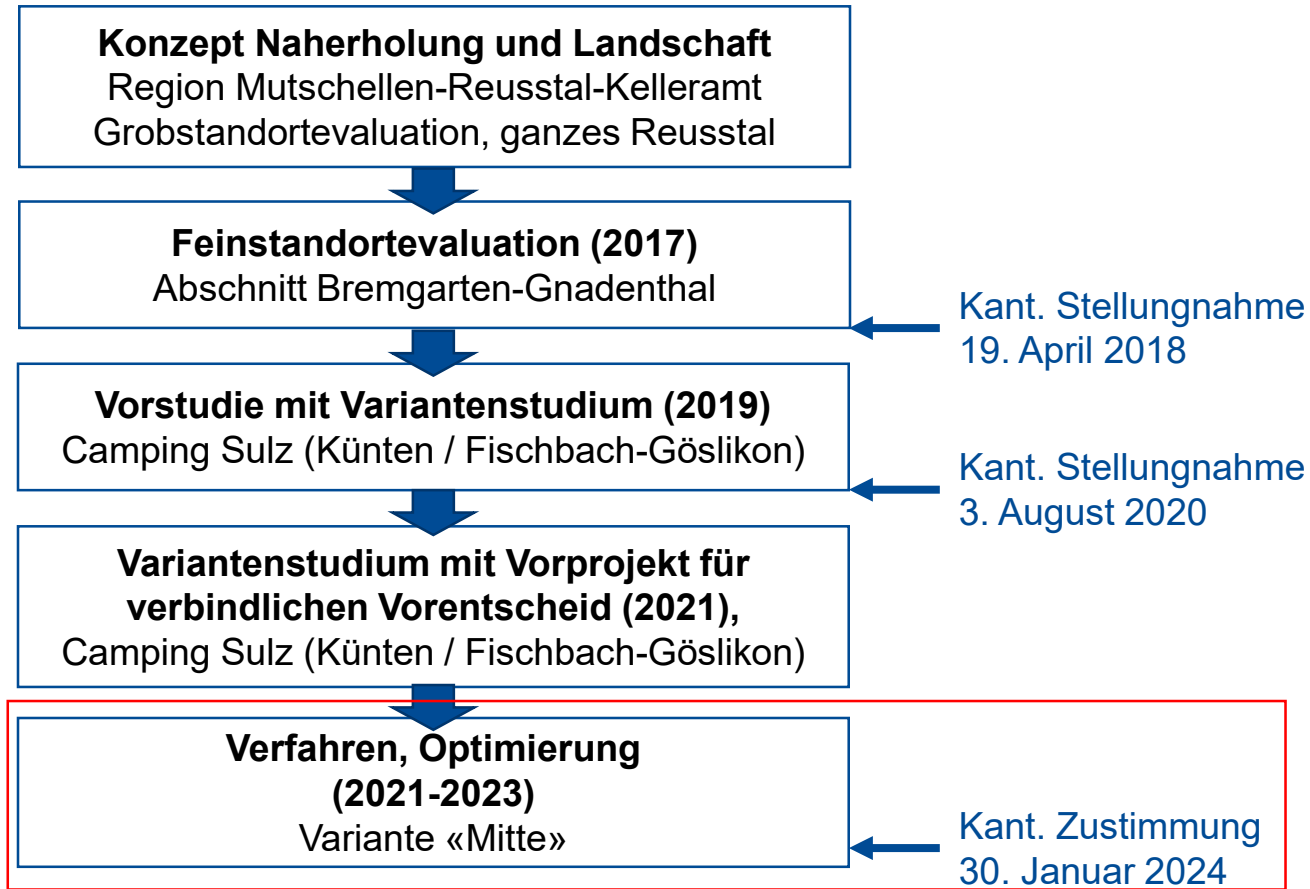 Konzept Naherholung und Landschaft
Region Mutschellen-Reusstal-Kelleramt
Grobstandortevaluation, ganzes Reusstal
Feinstandortevaluation (2017)
Abschnitt Bremgarten-Gnadenthal
Kant. Stellungnahme
19. April 2018
Vorstudie mit Variantenstudium (2019)
Camping Sulz (Künten / Fischbach-Göslikon)
Kant. Stellungnahme
3. August 2020
Variantenstudium mit Vorprojekt für
verbindlichen Vorentscheid (2021),
Camping Sulz (Künten / Fischbach-Göslikon)
Verfahren, Optimierung
(2021-2023)
Variante «Mitte»
Kant. Zustimmung
30. Januar 2024